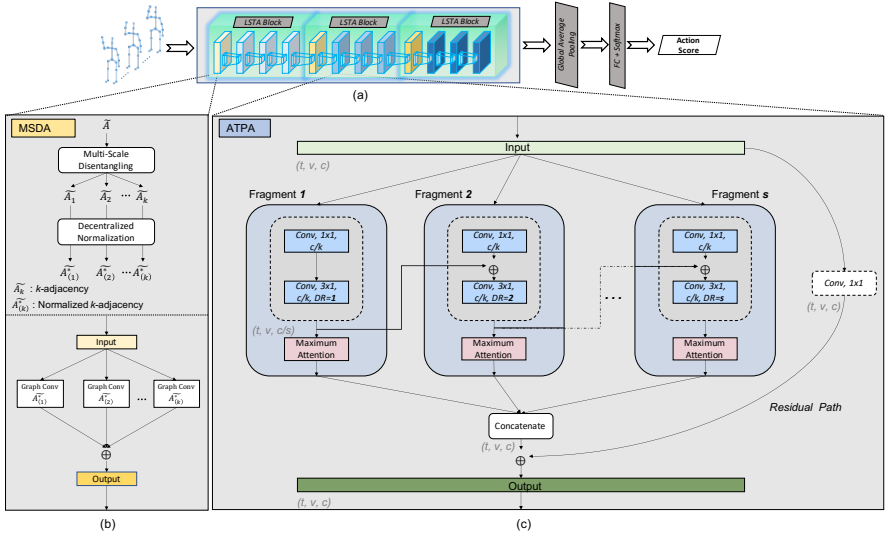 LSTA Block
LSTA Block
LSTA Block
Global Average
Pooling
FC + Softmax
Action
Score
(a)
MSDA
Ã
Multi-Scale
Disentangling
Ã₁ Ã₂ ··· Ãₖ
Decentralized
Normalization
Ã*₍₁₎ Ã*₍₂₎ ··· Ã*₍ₖ₎
Ãₖ : k-adjacency
Ã*₍ₖ₎ : Normalized k-adjacency
Input
Graph Conv
Ã*₍₁₎
Graph Conv
Ã*₍₂₎
...
Graph Conv
Ã*₍ₖ₎
⊕
Output
(b)
ATPA
Input
(t, v, c)
Fragment 1
Conv, 1x1,
c/k
Conv, 3x1,
c/k, DR=1
(t, v, c/s)
Maximum
Attention
Fragment 2
Conv, 1x1,
c/k
⊕
Conv, 3x1,
c/k, DR=2
Maximum
Attention
...
Fragment s
Conv, 1x1,
c/k
⊕
Conv, 3x1,
c/k, DR=s
Maximum
Attention
Conv, 1x1
(t, v, c)
Residual Path
Concatenate
(t, v, c)
⊕
Output
(t, v, c)
(c)